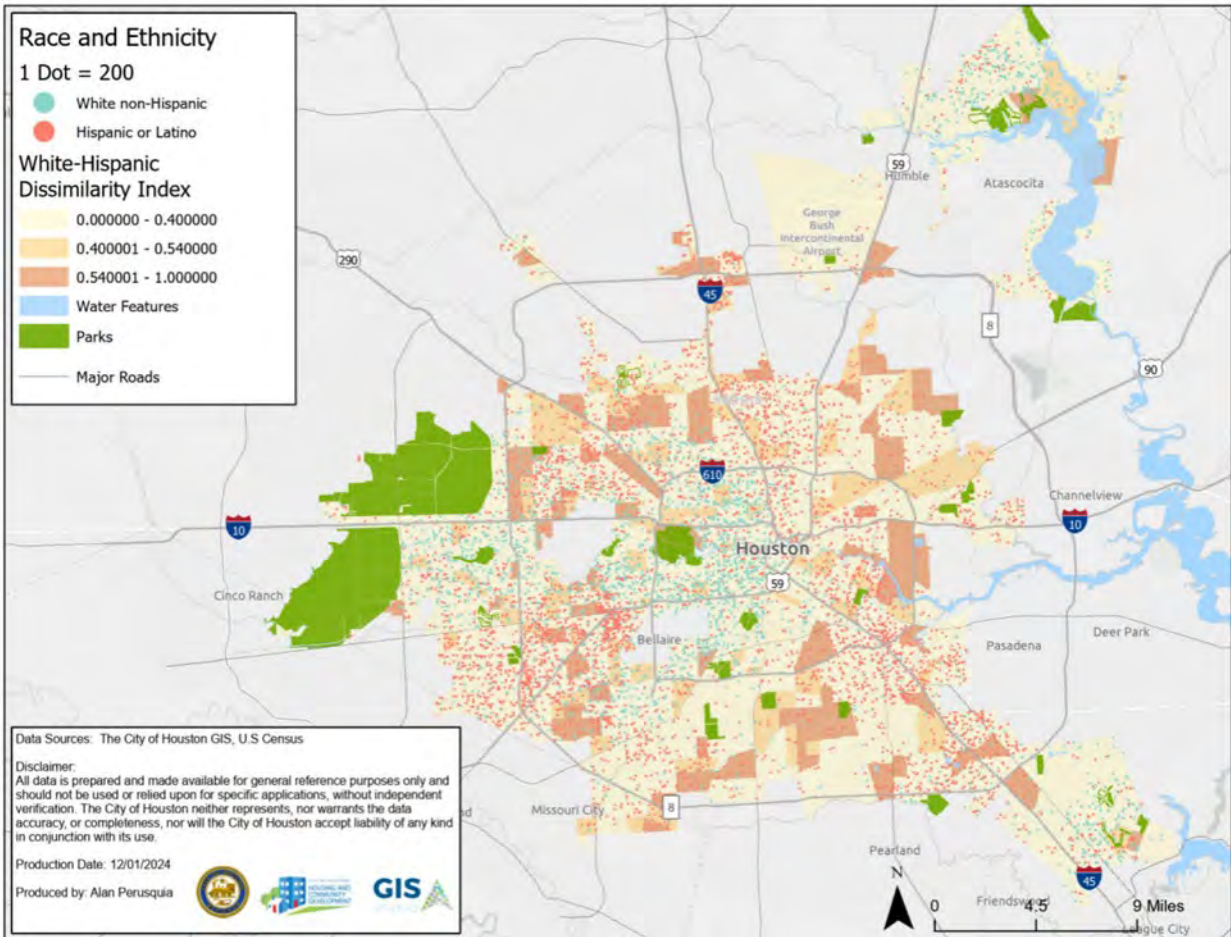 Race and Ethnicity
1 Dot = 200
White non-Hispanic
Hispanic or Latino
White-Hispanic
Dissimilarity Index
0.000000 - 0.400000
0.400001 - 0.540000
0.540001 - 1.000000
Water Features
Parks
Major Roads
59
Humble
Atascocita
George
Bush
Intercontinental
Airport
290
45
8
90
610
Channelview
10
10
Houston
59
Cinco Ranch
Bellaire
Pasadena
Deer Park
Missouri City
8
Pearland
45
Friendswood
League City
N
0 4.5 9 Miles
Data Sources: The City of Houston GIS, U.S Census
Disclaimer:
All data is prepared and made available for general reference purposes only and
should not be used or relied upon for specific applications, without independent
verification. The City of Houston neither represents, nor warrants the data
accuracy, or completeness, nor will the City of Houston accept liability of any kind
in conjunction with its use.
Production Date: 12/01/2024
Produced by: Alan Perusquia
HOUSING AND
COMMUNITY
DEVELOPMENT
GIS